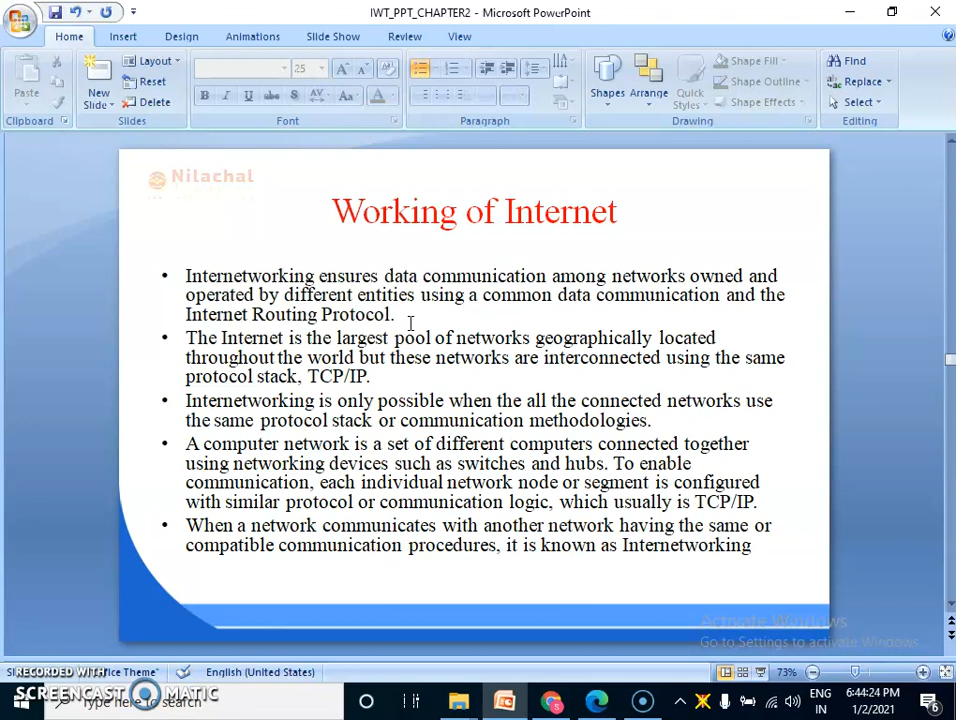 IWT_PPT_CHAPTER2 - Microsoft PowerPoint
Home Insert Design Animations Slide Show Review View
Paste
New Slide
Layout
Reset
Delete
25
B I U abc S AV Aa A
Shapes Arrange Quick Styles
Shape Fill
Shape Outline
Shape Effects
Find
Replace
Select
Clipboard Slides Font Paragraph Drawing Editing
Nilachal
Working of Internet
• Internetworking ensures data communication among networks owned and
operated by different entities using a common data communication and the
Internet Routing Protocol.
• The Internet is the largest pool of networks geographically located
throughout the world but these networks are interconnected using the same
protocol stack, TCP/IP.
• Internetworking is only possible when the all the connected networks use
the same protocol stack or communication methodologies.
• A computer network is a set of different computers connected together
using networking devices such as switches and hubs. To enable
communication, each individual network node or segment is configured
with similar protocol or communication logic, which usually is TCP/IP.
• When a network communicates with another network having the same or
compatible communication procedures, it is known as Internetworking
Activate Windows
Go to Settings to activate Windows.
RECORDED WITH
Theme" English (United States) 73%
SCREENCAST MATIC
Type here to search
ENG
IN
6:44:24 PM
1/2/2021
6